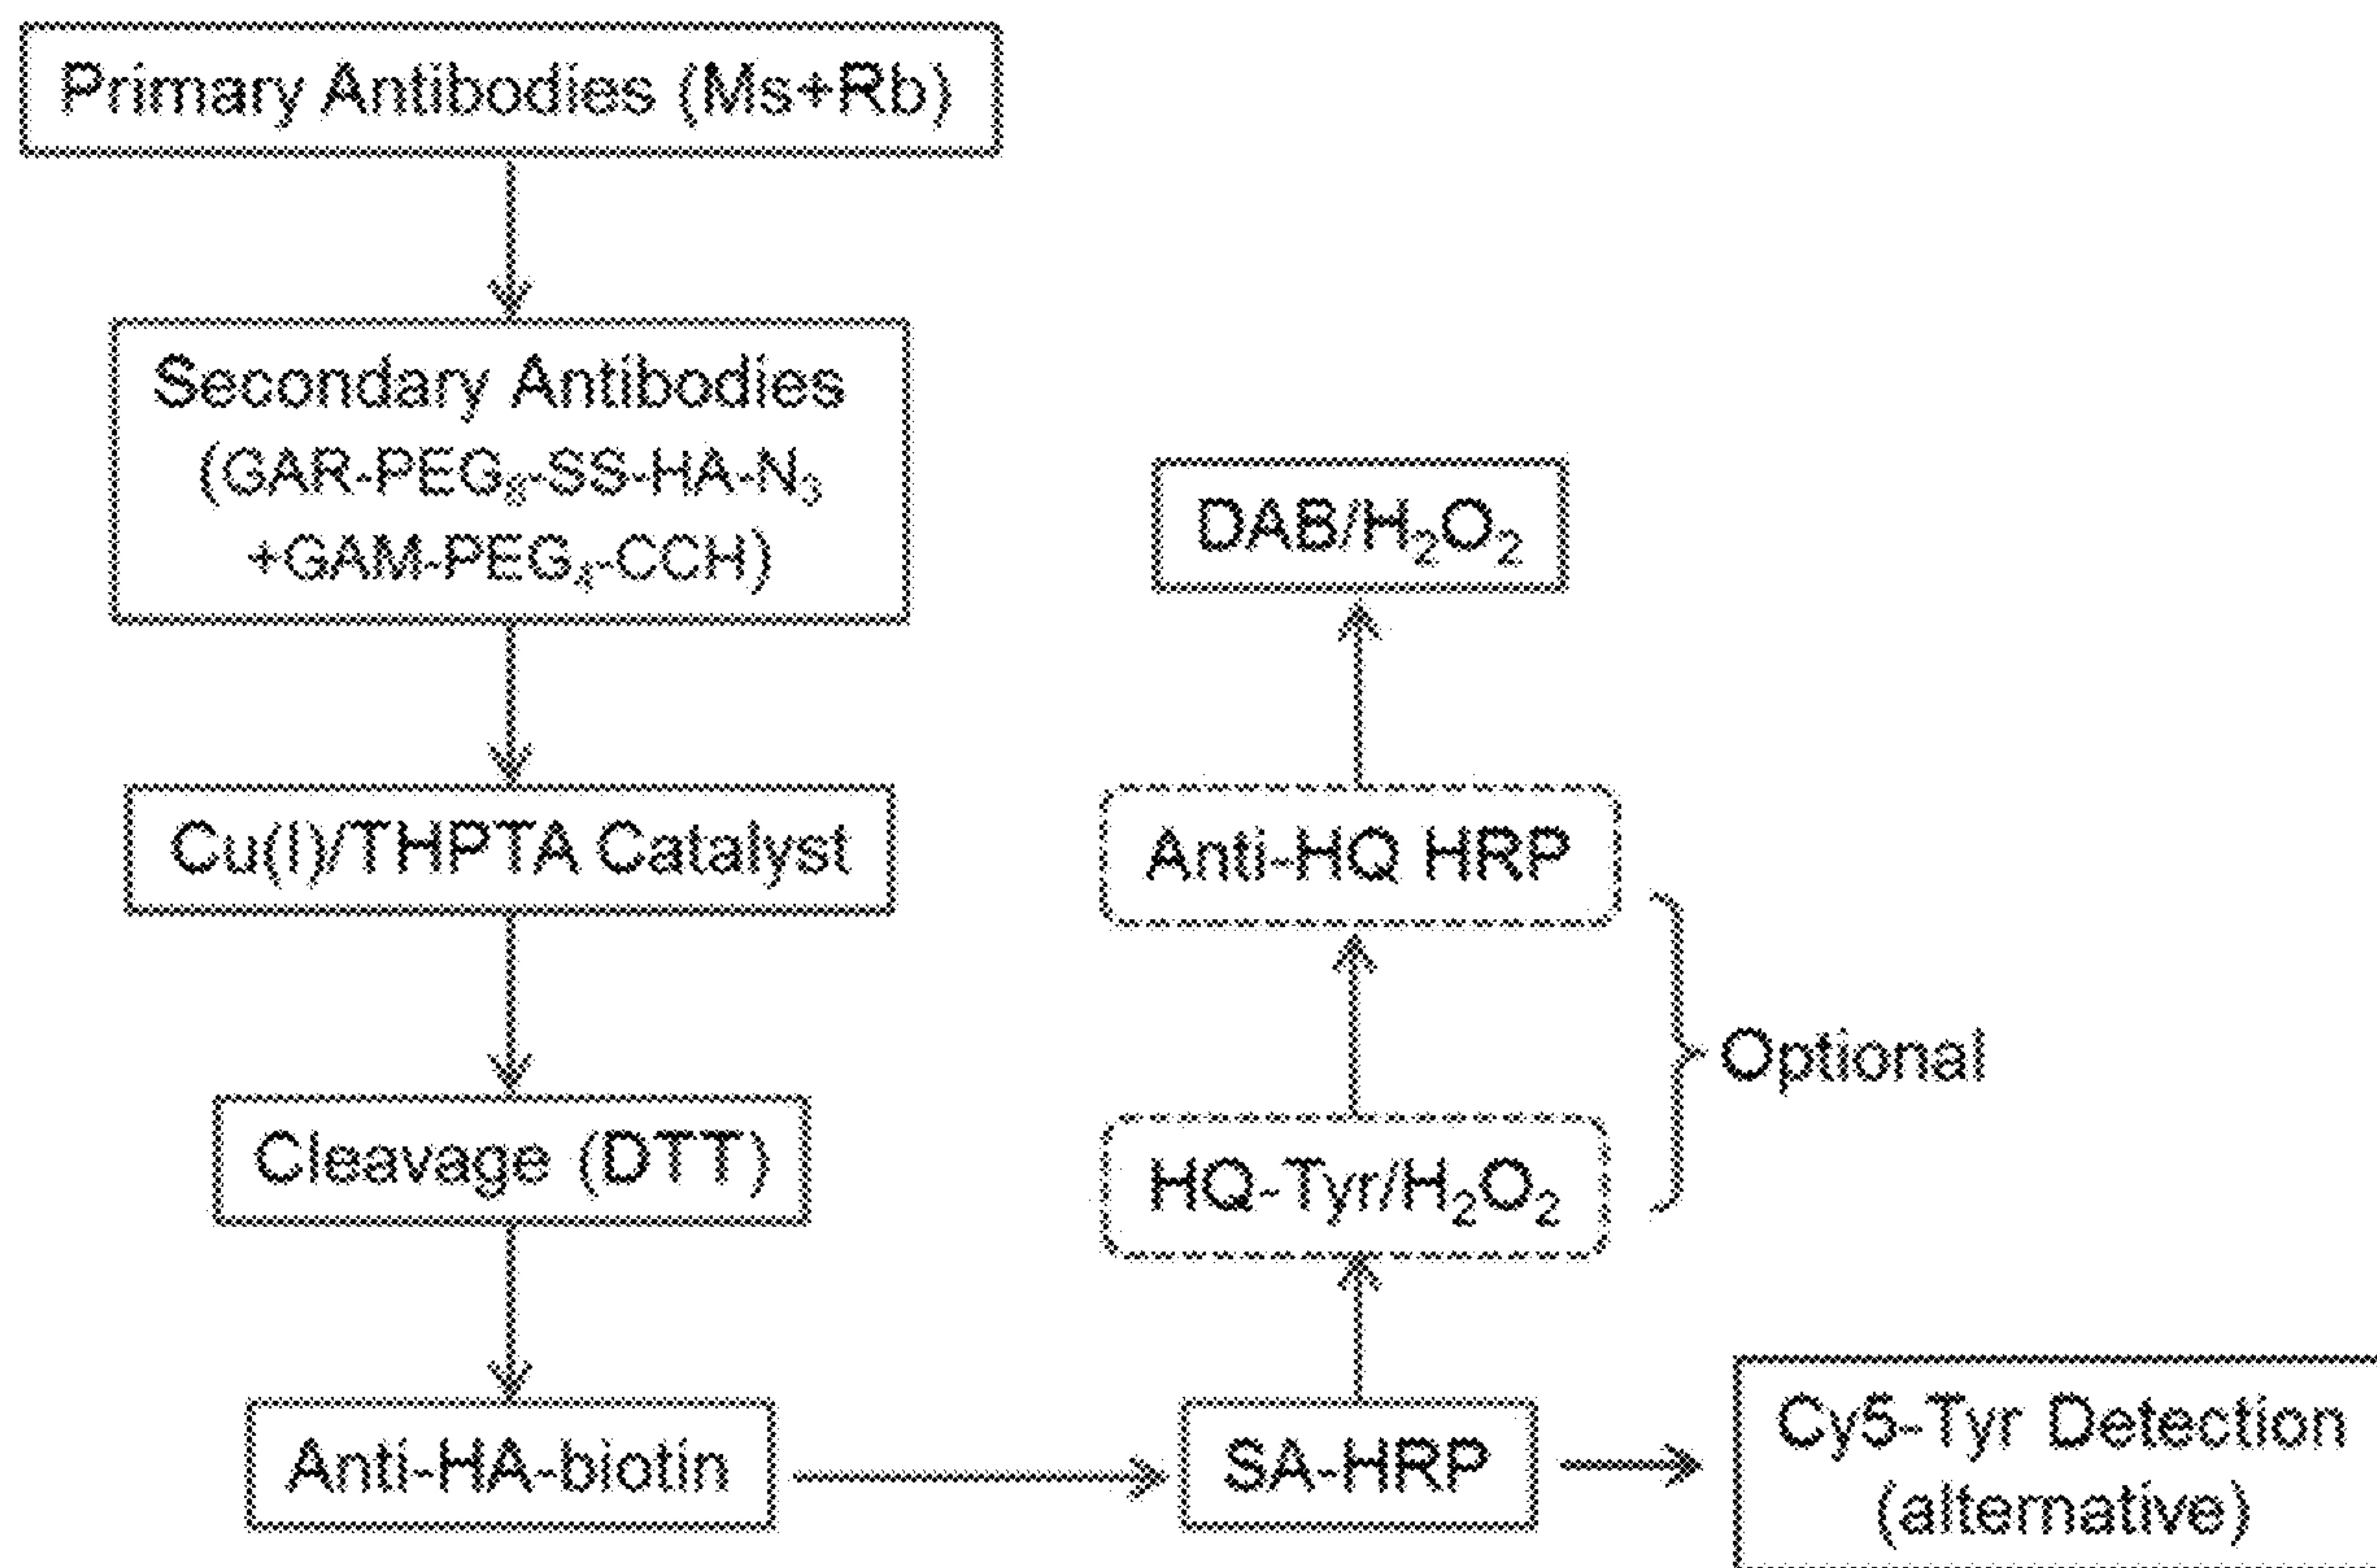 Primary Antibodies (Ms+Rb)
Secondary Antibodies
(GAR-PEG₈-SS-HA-N₃
+GAM-PEG₄-CCH)
Cu(I)/THPTA Catalyst
Cleavage (DTT)
Anti-HA-biotin
SA-HRP
HQ-Tyr/H₂O₂
Anti-HQ HRP
Optional
DAB/H₂O₂
Cy5-Tyr Detection
(alternative)